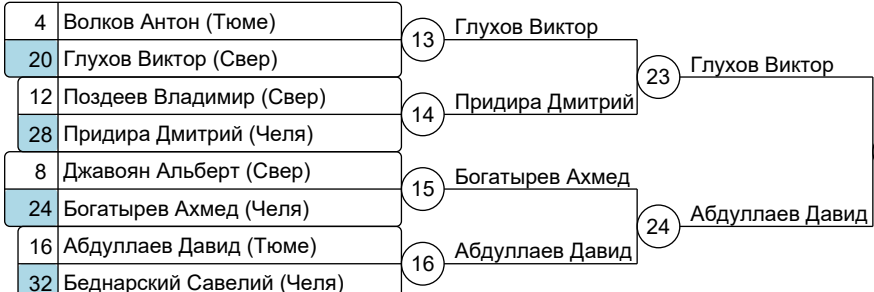 4 Волков Антон (Тюме)
20 Глухов Виктор (Свер)
12 Поздеев Владимир (Свер)
28 Придира Дмитрий (Челя)
8 Джавоян Альберт (Свер)
24 Богатырев Ахмед (Челя)
16 Абдуллаев Давид (Тюме)
32 Беднарский Савелий (Челя)
13 Глухов Виктор
14 Придира Дмитрий
15 Богатырев Ахмед
16 Абдуллаев Давид
23 Глухов Виктор
24 Абдуллаев Давид